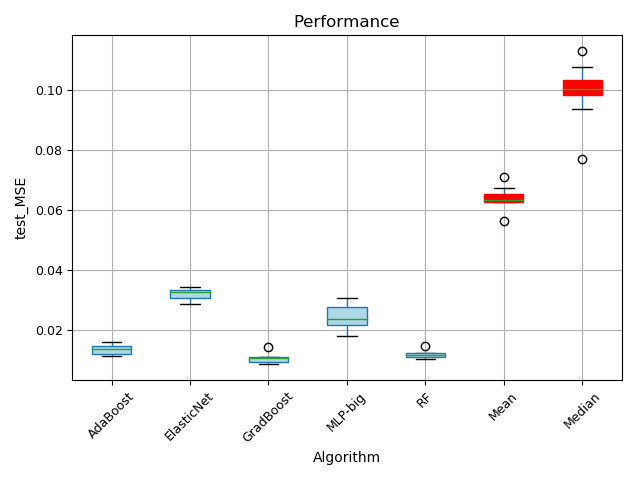 Performance
test_MSE
0.10
0.08
0.06
0.04
0.02
AdaBoost
ElasticNet
GradBoost
MLP-big
RF
Mean
Median
Algorithm